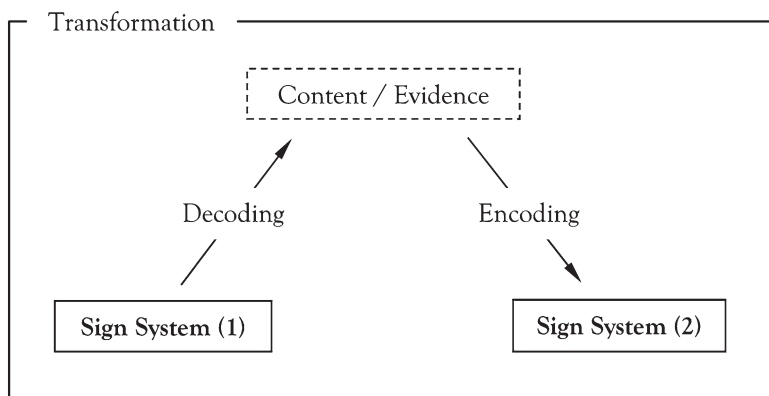 Transformation
Content / Evidence
Decoding
Encoding
Sign System (1)
Sign System (2)